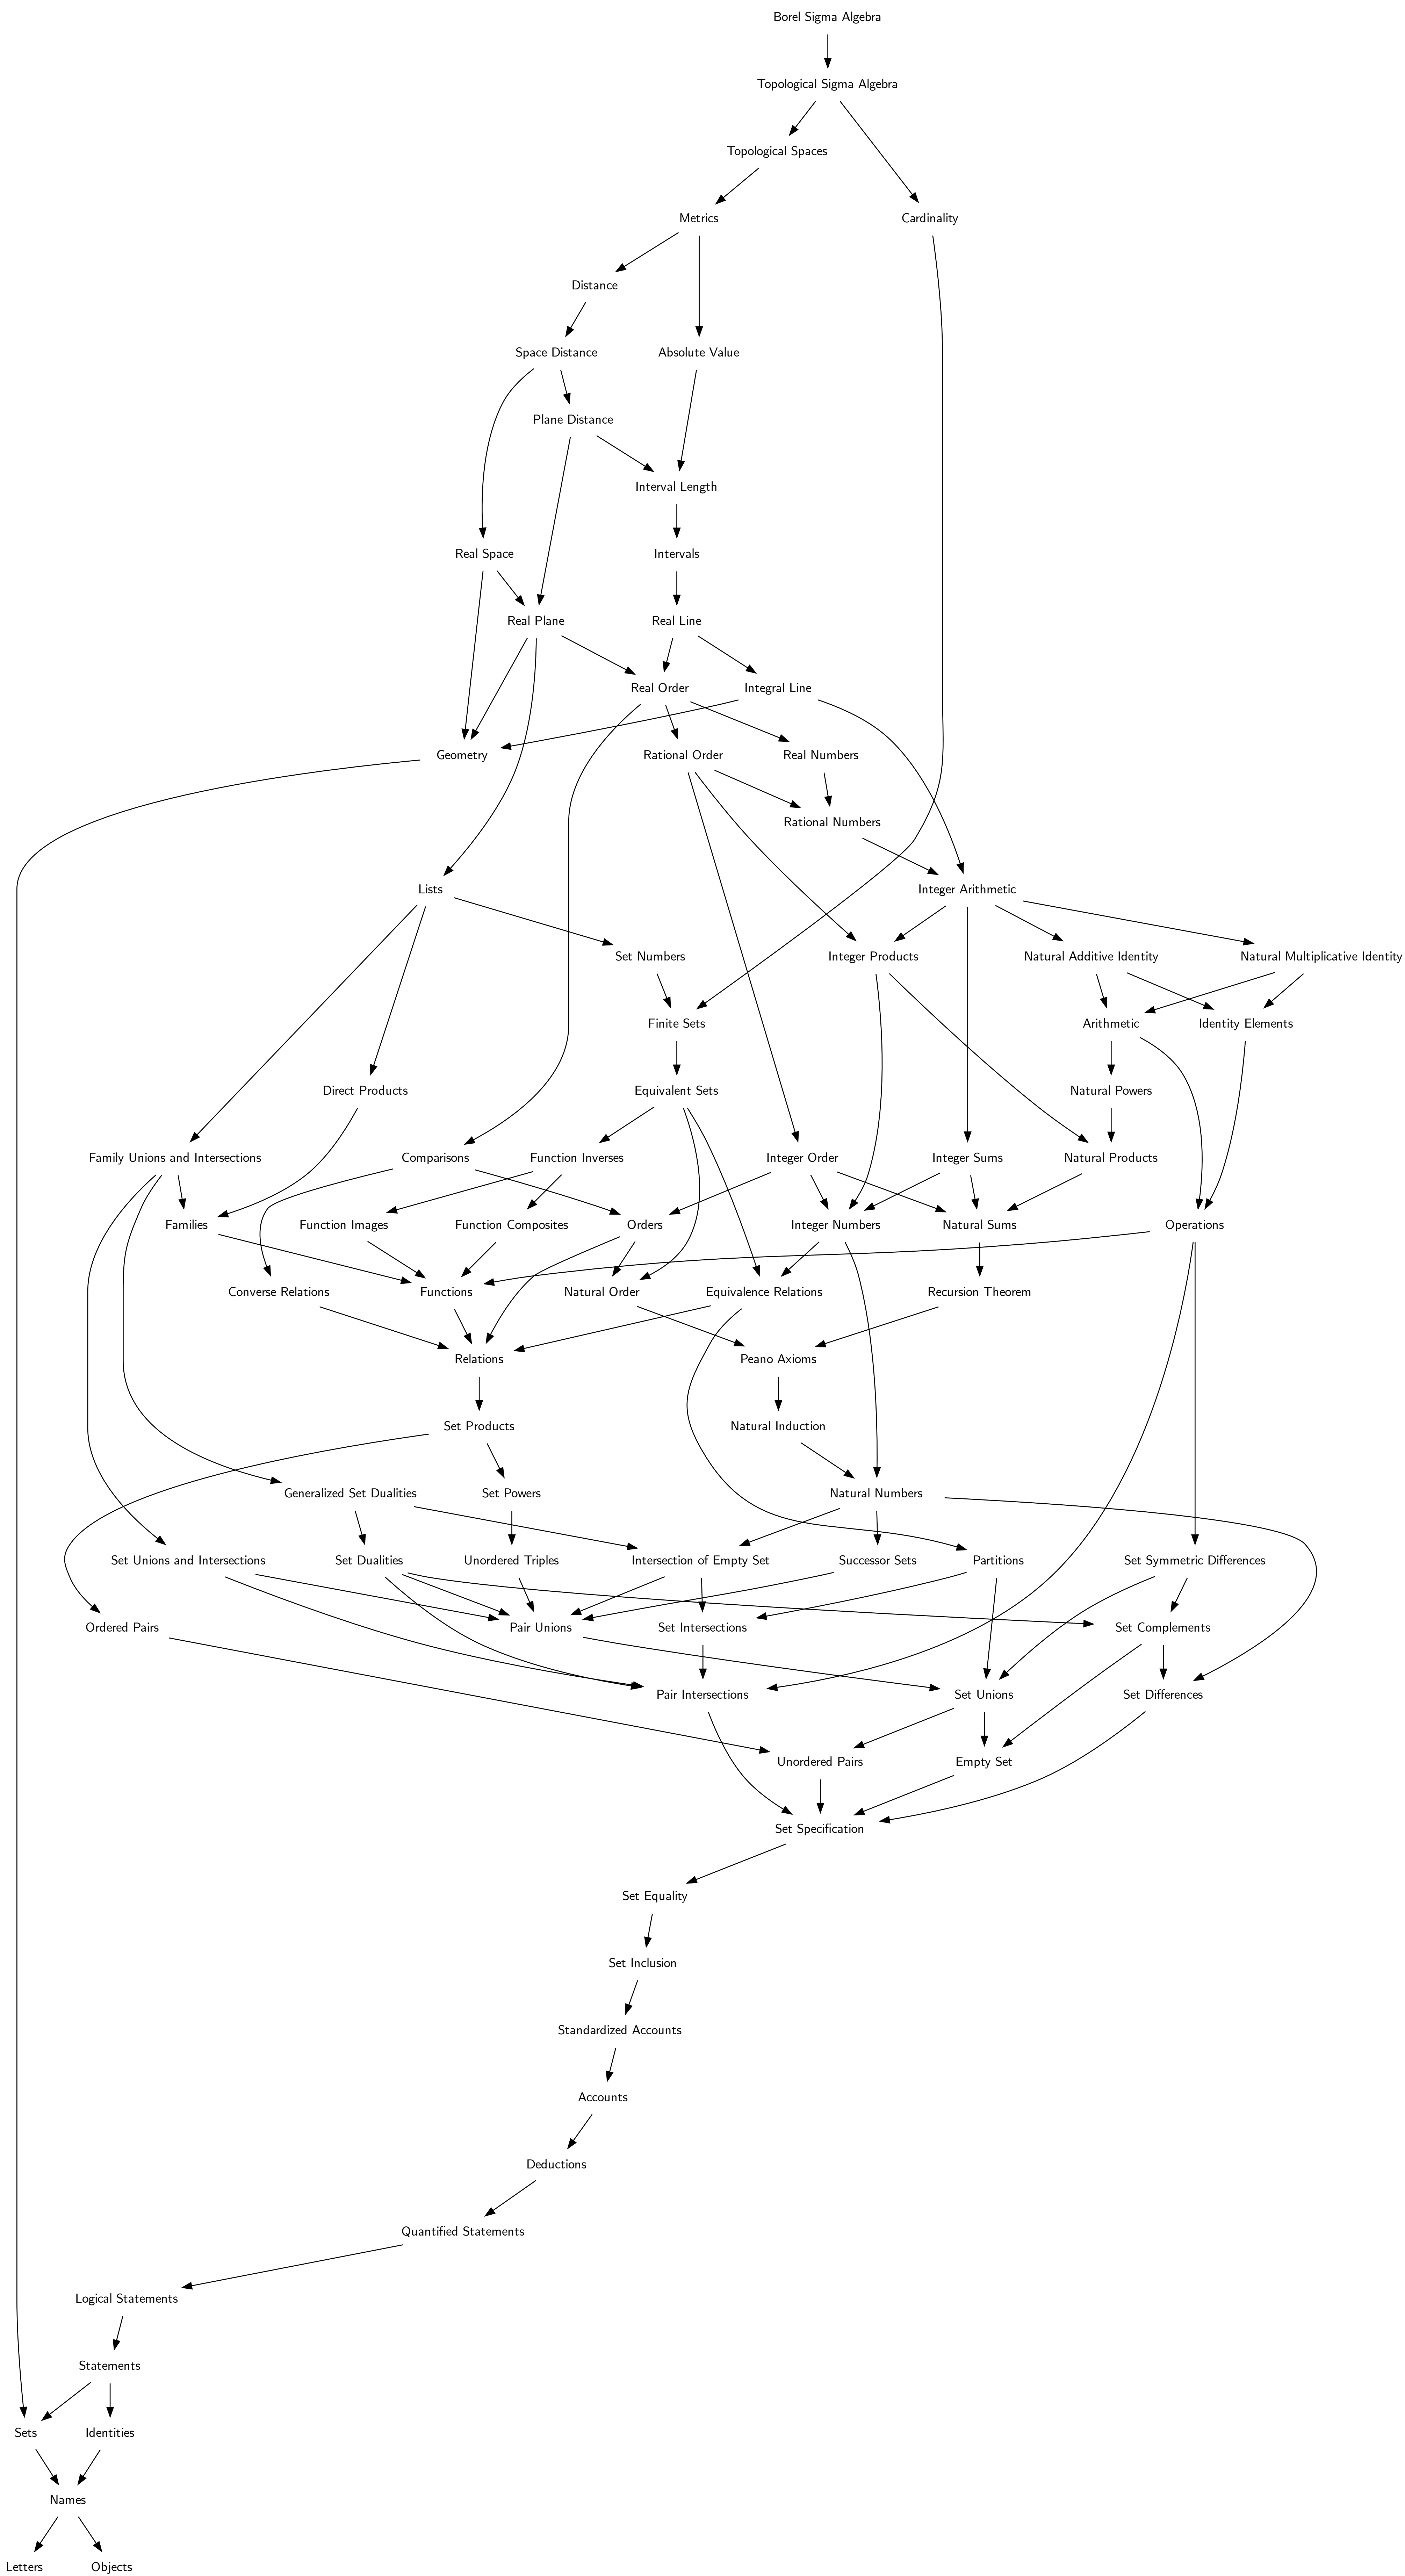 Borel Sigma Algebra
Topological Sigma Algebra
Topological Spaces
Metrics
Cardinality
Distance
Space Distance
Absolute Value
Plane Distance
Interval Length
Real Space
Intervals
Real Plane
Real Line
Real Order
Integral Line
Geometry
Rational Order
Real Numbers
Rational Numbers
Lists
Integer Arithmetic
Set Numbers
Integer Products
Natural Additive Identity
Natural Multiplicative Identity
Finite Sets
Arithmetic
Identity Elements
Direct Products
Equivalent Sets
Natural Powers
Family Unions and Intersections
Comparisons
Function Inverses
Integer Order
Integer Sums
Natural Products
Families
Function Images
Function Composites
Orders
Integer Numbers
Natural Sums
Operations
Converse Relations
Functions
Natural Order
Equivalence Relations
Recursion Theorem
Relations
Peano Axioms
Set Products
Natural Induction
Generalized Set Dualities
Set Powers
Natural Numbers
Set Unions and Intersections
Set Dualities
Unordered Triples
Intersection of Empty Set
Successor Sets
Partitions
Set Symmetric Differences
Ordered Pairs
Pair Unions
Set Intersections
Set Complements
Pair Intersections
Set Unions
Set Differences
Unordered Pairs
Empty Set
Set Specification
Set Equality
Set Inclusion
Standardized Accounts
Accounts
Deductions
Quantified Statements
Logical Statements
Statements
Sets
Identities
Names
Letters
Objects